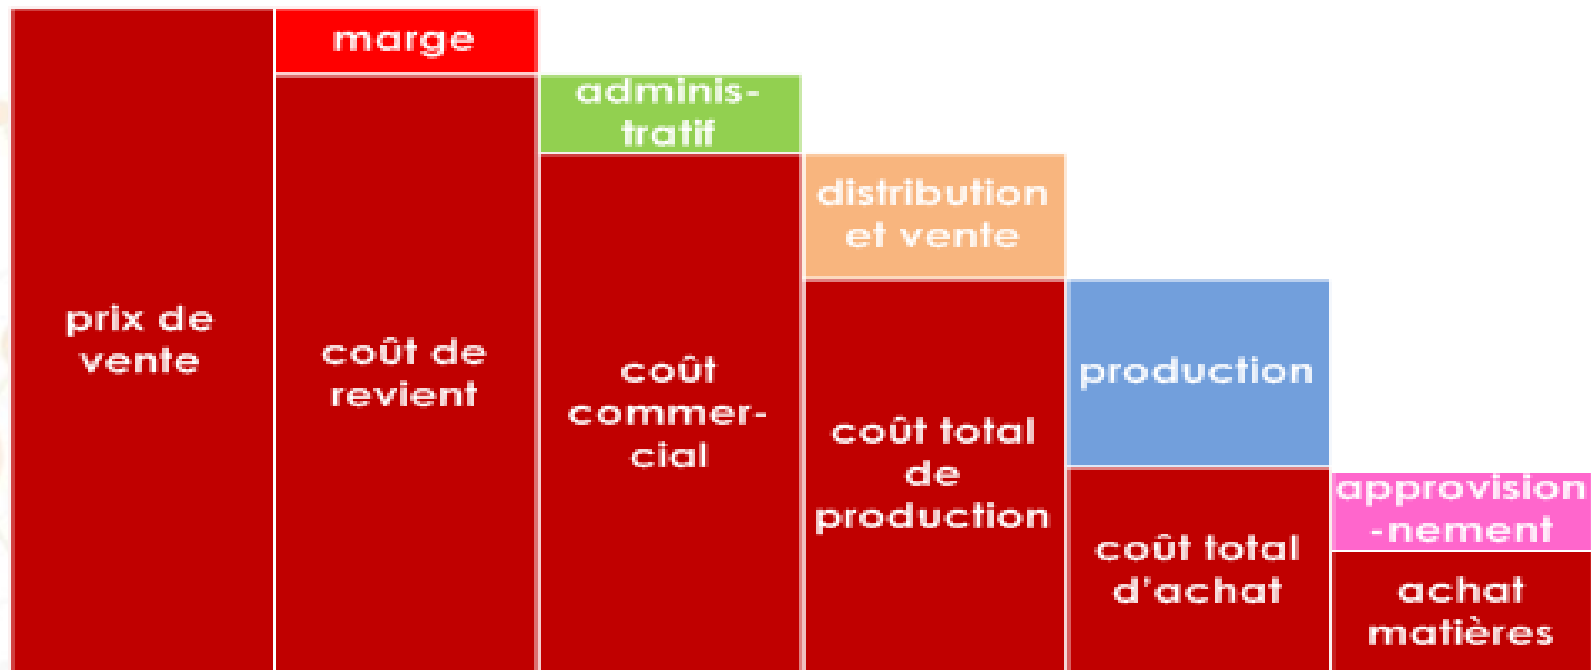 prix de
vente
marge
coût de
revient
adminis-
tratif
coût
commer-
cial
distribution
et vente
coût total
de
production
production
coût total
d'achat
approvision
-nement
achat
matières